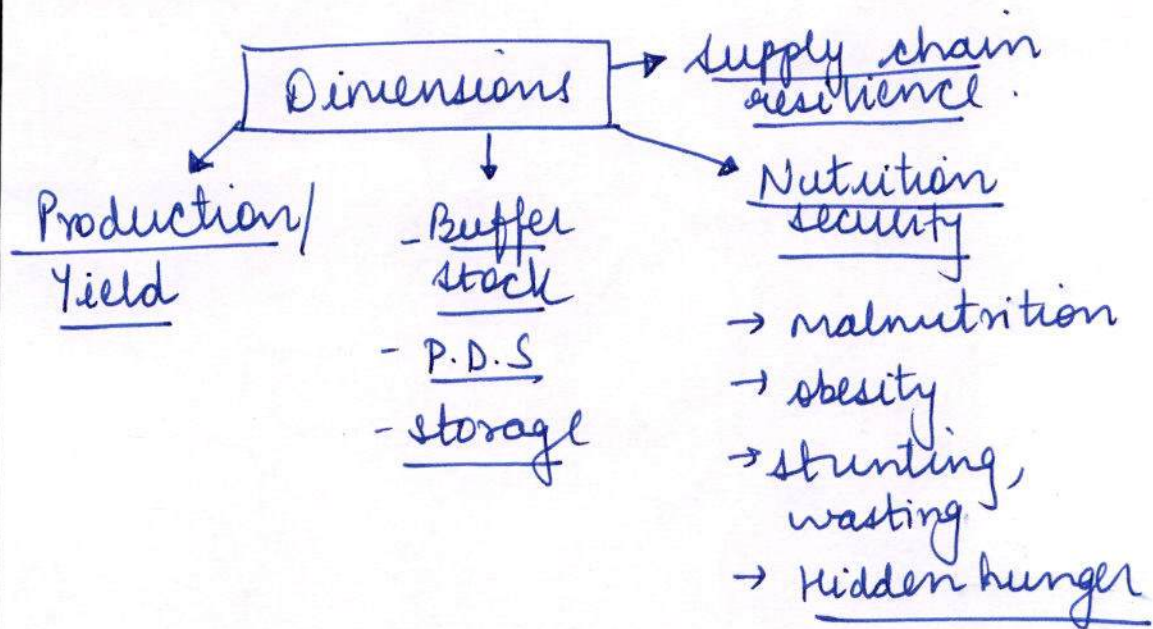 Dimensions
supply chain
resilience.
Production/
Yield
- Buffer
stock
- P.D.S
- storage
Nutrition
security
→ malnutrition
→ obesity
→ stunting,
wasting
→ Hidden hunger